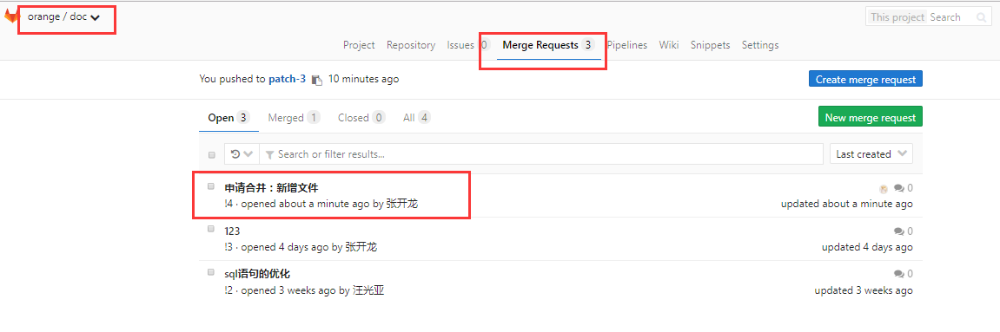 orange / doc
This project Search
Project Repository Issues 0 Merge Requests 3 Pipelines Wiki Snippets Settings
You pushed to patch-3 10 minutes ago
Create merge request
Open 3 Merged 1 Closed 0 All 4
New merge request
Search or filter results...
Last created
申请合并：新增文件
0
!4 · opened about a minute ago by 张开龙
updated about a minute ago
123
0
!3 · opened 4 days ago by 张开龙
updated 4 days ago
sql语句的优化
0
!2 · opened 3 weeks ago by 汪光亚
updated 3 weeks ago